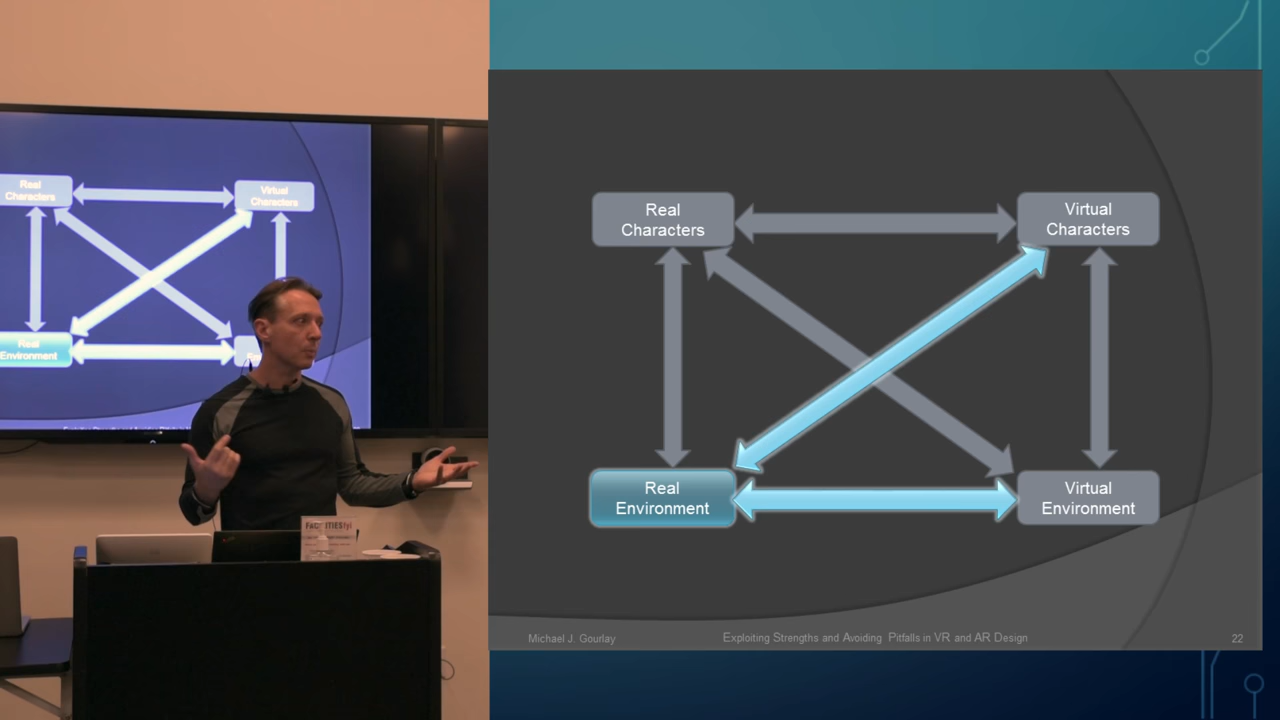 Real
Characters
Virtual
Characters
Real
Environment
Real
Characters
Virtual
Characters
Real
Environment
Virtual
Environment
Michael J. Gourlay
Exploiting Strengths and Avoiding Pitfalls in VR and AR Design
22